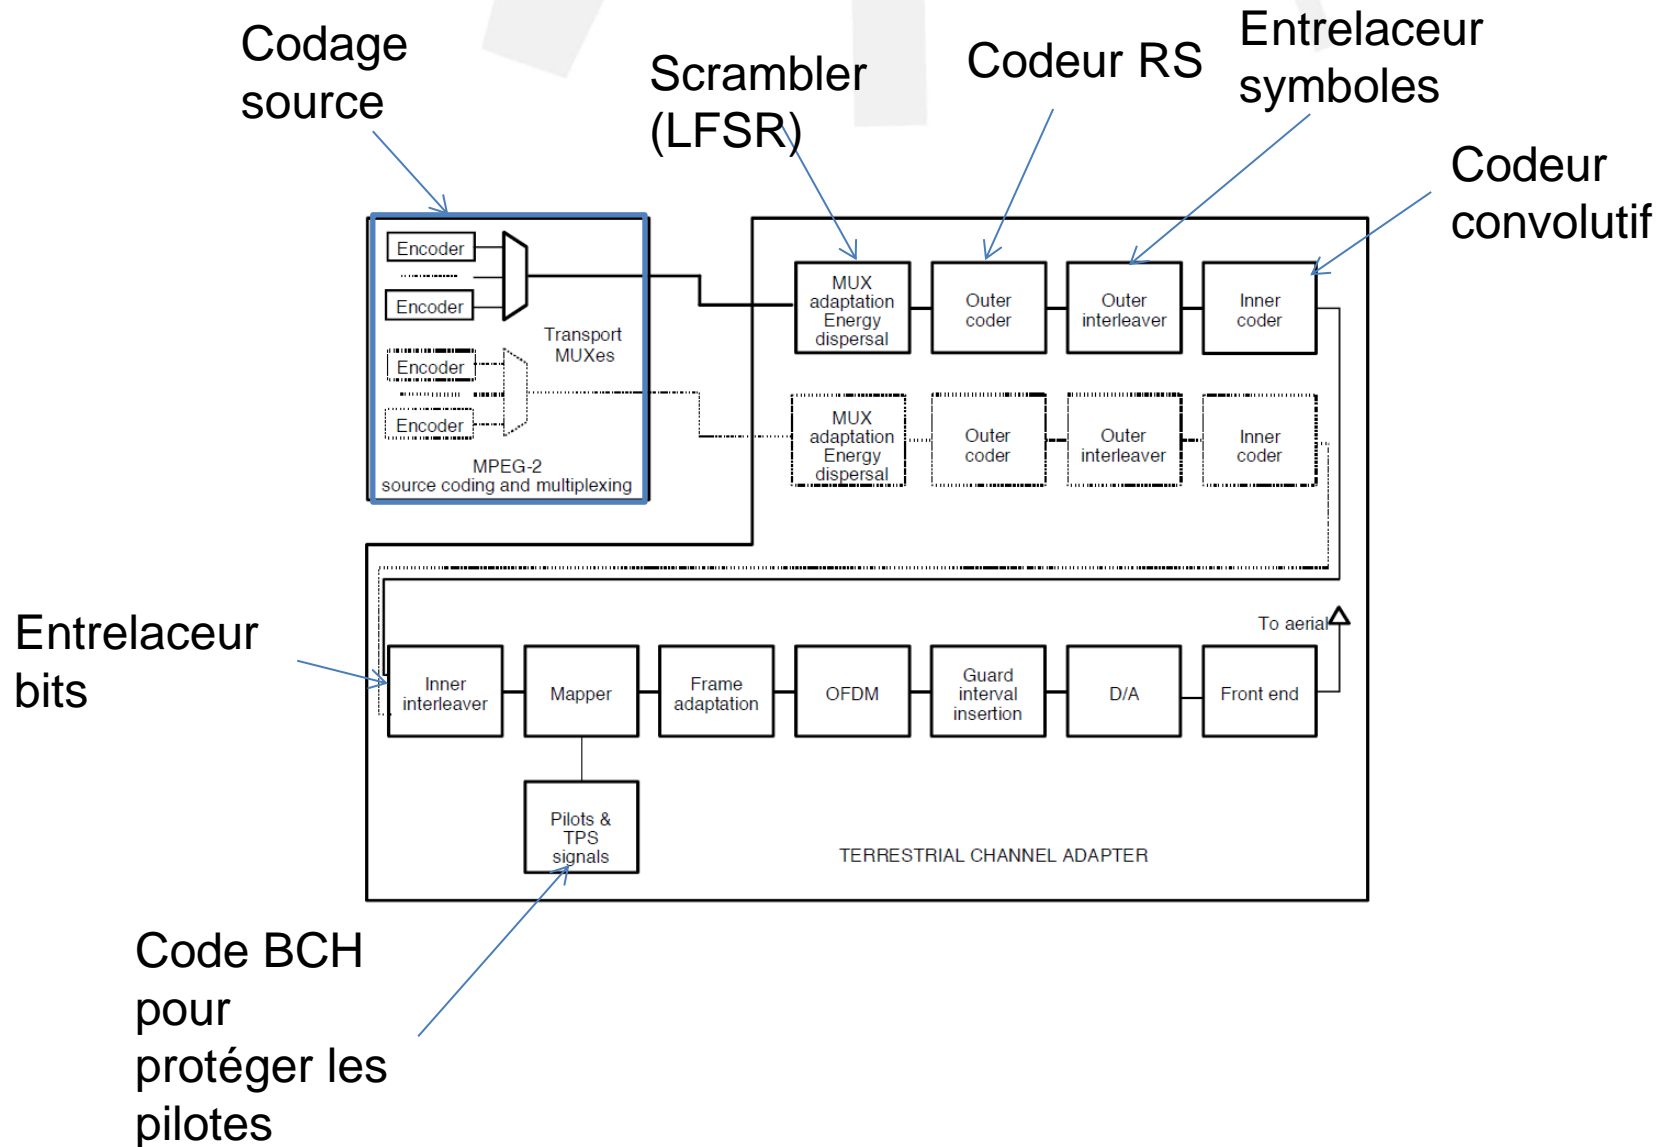 Codage
source
Scrambler
(LFSR)
Codeur RS
Entrelaceur
symboles
Codeur
convolutif
Encoder
Encoder
Transport
MUXes
Encoder
Encoder
MPEG-2
source coding and multiplexing
MUX
adaptation
Energy
dispersal
Outer
coder
Outer
interleaver
Inner
coder
MUX
adaptation
Energy
dispersal
Outer
coder
Outer
interleaver
Inner
coder
Entrelaceur
bits
To aerial
Inner
interleaver
Mapper
Frame
adaptation
OFDM
Guard
interval
insertion
D/A
Front end
Pilots &
TPS
signals
TERRESTRIAL CHANNEL ADAPTER
Code BCH
pour
protéger les
pilotes